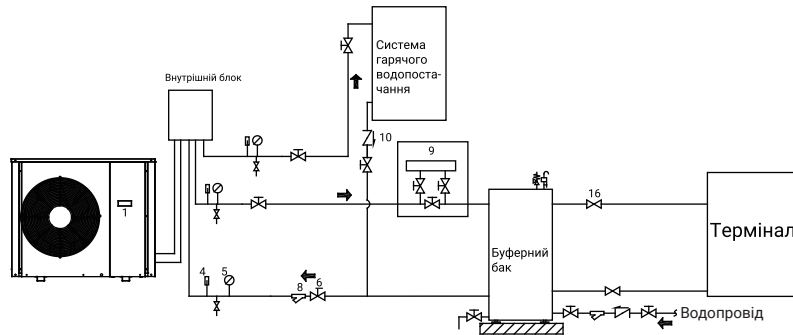 Система
гарячого
водопоста-
чання
Внутрішній блок
10
9
1
16
Термінал
Буферний
бак
4
5
8
6
Водопровід